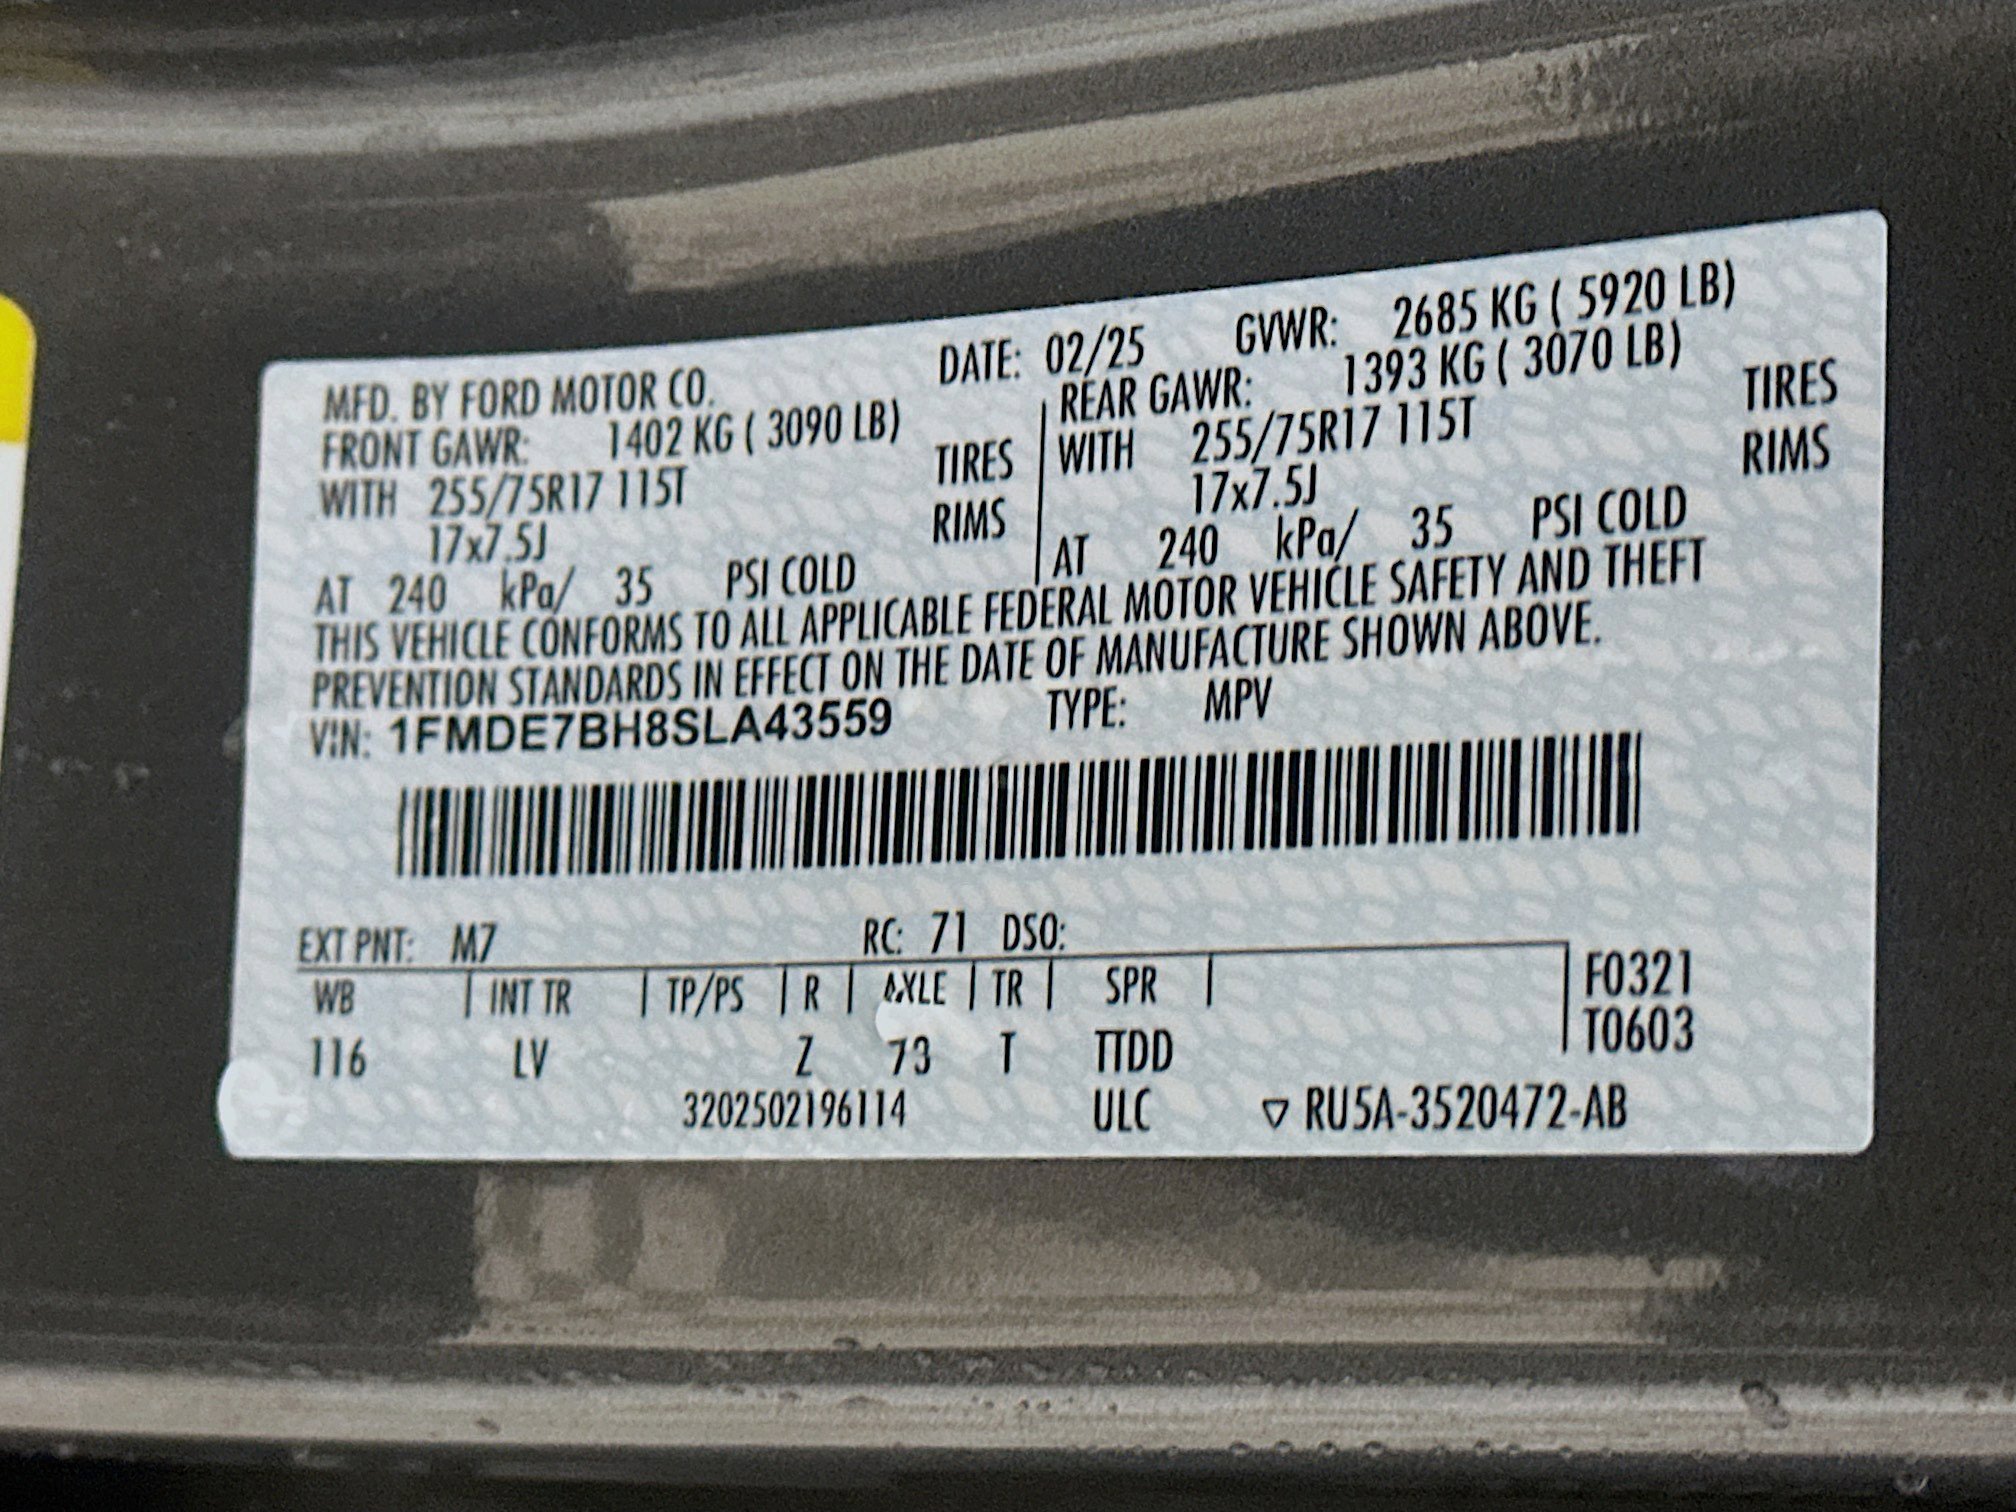 MFD. BY FORD MOTOR CO. DATE: 02/25 GVWR: 2685 KG ( 5920 LB)
FRONT GAWR: 1402 KG ( 3090 LB) REAR GAWR: 1393 KG ( 3070 LB)
WITH 255/75R17 115T TIRES WITH 255/75R17 115T TIRES
17x7.5J RIMS 17x7.5J RIMS
AT 240 kPa/ 35 PSI COLD AT 240 kPa/ 35 PSI COLD
THIS VEHICLE CONFORMS TO ALL APPLICABLE FEDERAL MOTOR VEHICLE SAFETY AND THEFT
PREVENTION STANDARDS IN EFFECT ON THE DATE OF MANUFACTURE SHOWN ABOVE.
VIN: 1FMDE7BH8SLA43559 TYPE: MPV
EXT PNT: M7 RC: 71 DSO:
WB | INT TR | TP/PS | R | AXLE | TR | SPR | F0321
T0603
116 LV Z 73 T TTDD
3202502196114 ULC ▽ RU5A-3520472-AB